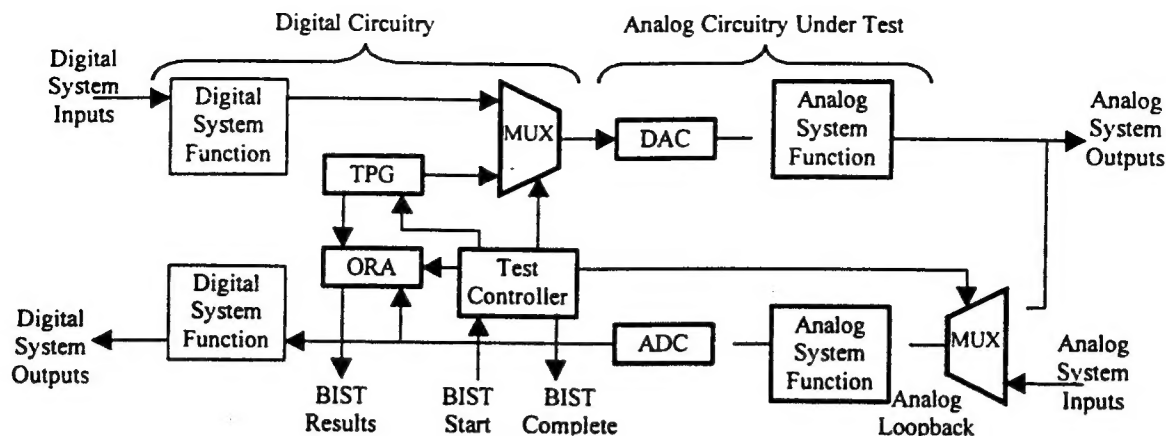 Digital Circuitry
Analog Circuitry Under Test
Digital
System
Inputs
Digital
System
Function
MUX
DAC
Analog
System
Function
Analog
System
Outputs
TPG
ORA
Test
Controller
Digital
System
Function
Digital
System
Outputs
ADC
Analog
System
Function
MUX
Analog
System
Inputs
BIST
Results
BIST
Start
BIST
Complete
Analog
Loopback